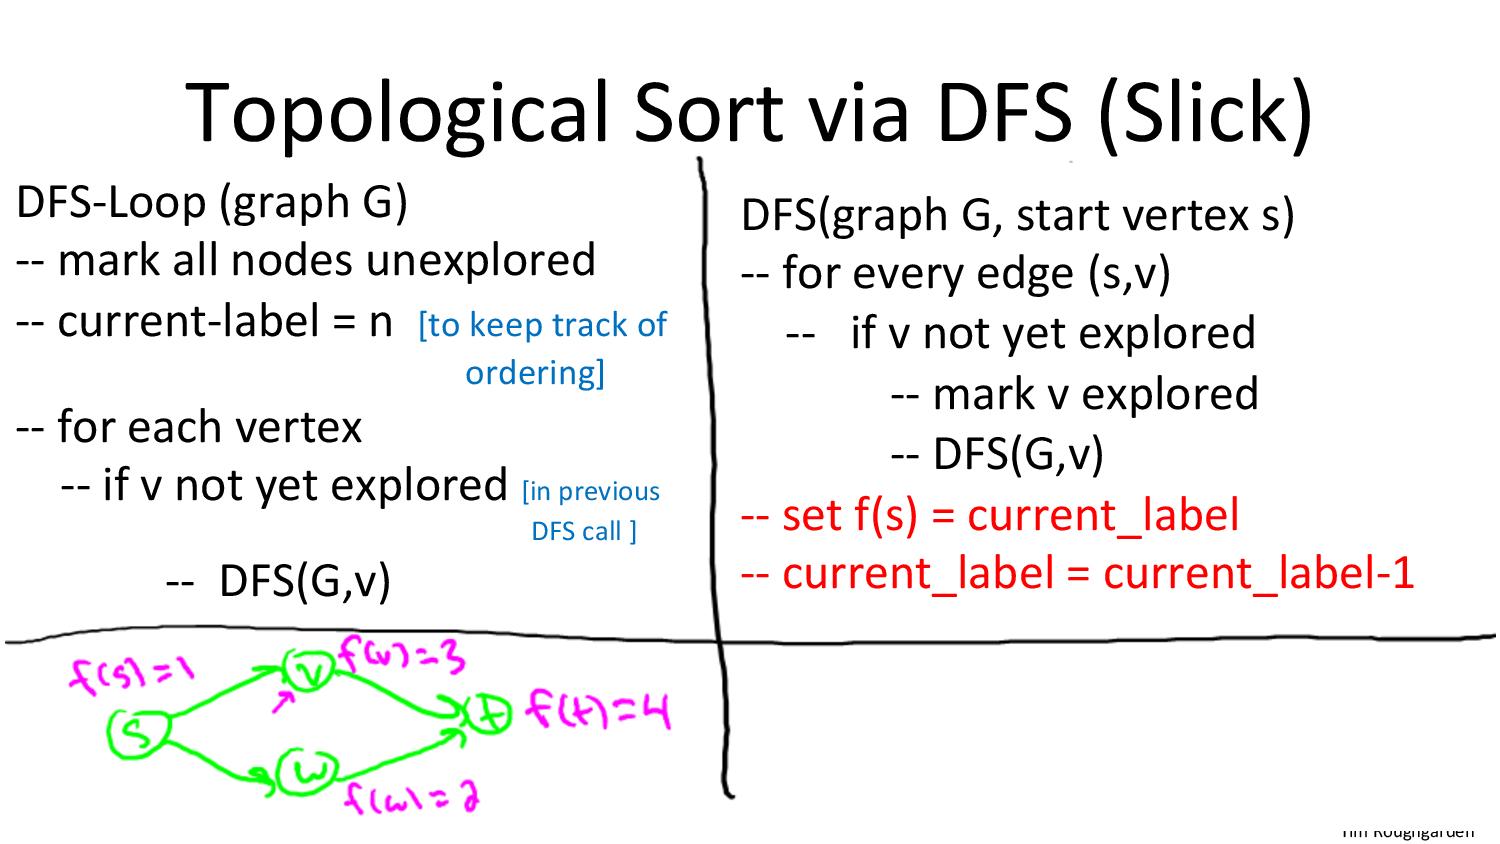 Topological Sort via DFS (Slick)
DFS-Loop (graph G)
-- mark all nodes unexplored
-- current-label = n [to keep track of
ordering]
-- for each vertex
-- if v not yet explored [in previous
DFS call ]
-- DFS(G,v)
DFS(graph G, start vertex s)
-- for every edge (s,v)
-- if v not yet explored
-- mark v explored
-- DFS(G,v)
-- set f(s) = current_label
-- current_label = current_label-1
f(s)=1
v
f(v)=3
s
t
f(t)=4
w
f(w)=2
Tim Roughgarden